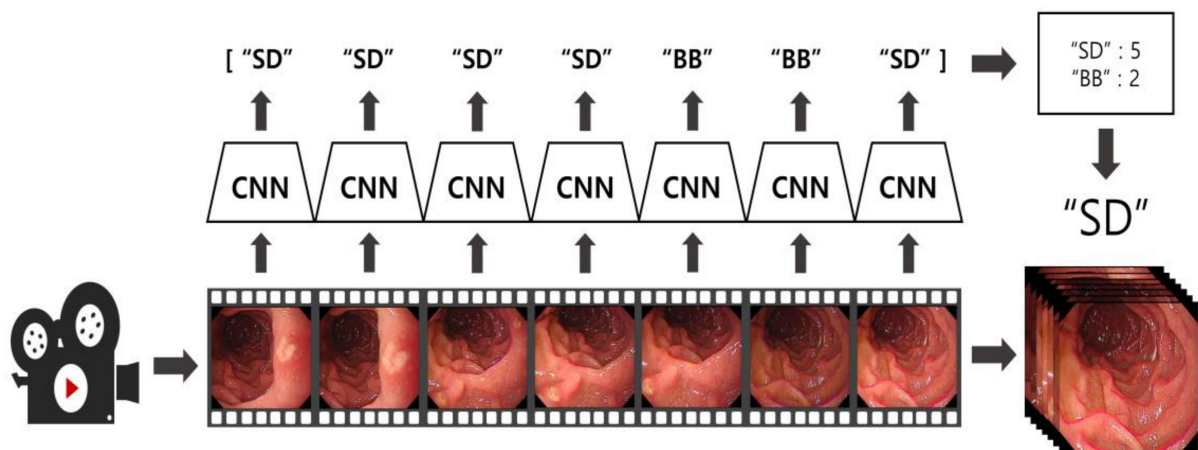 [ “SD” “SD” “SD” “SD” “BB” “BB” “SD” ]
“SD” : 5
“BB” : 2
CNN CNN CNN CNN CNN CNN CNN
“SD”